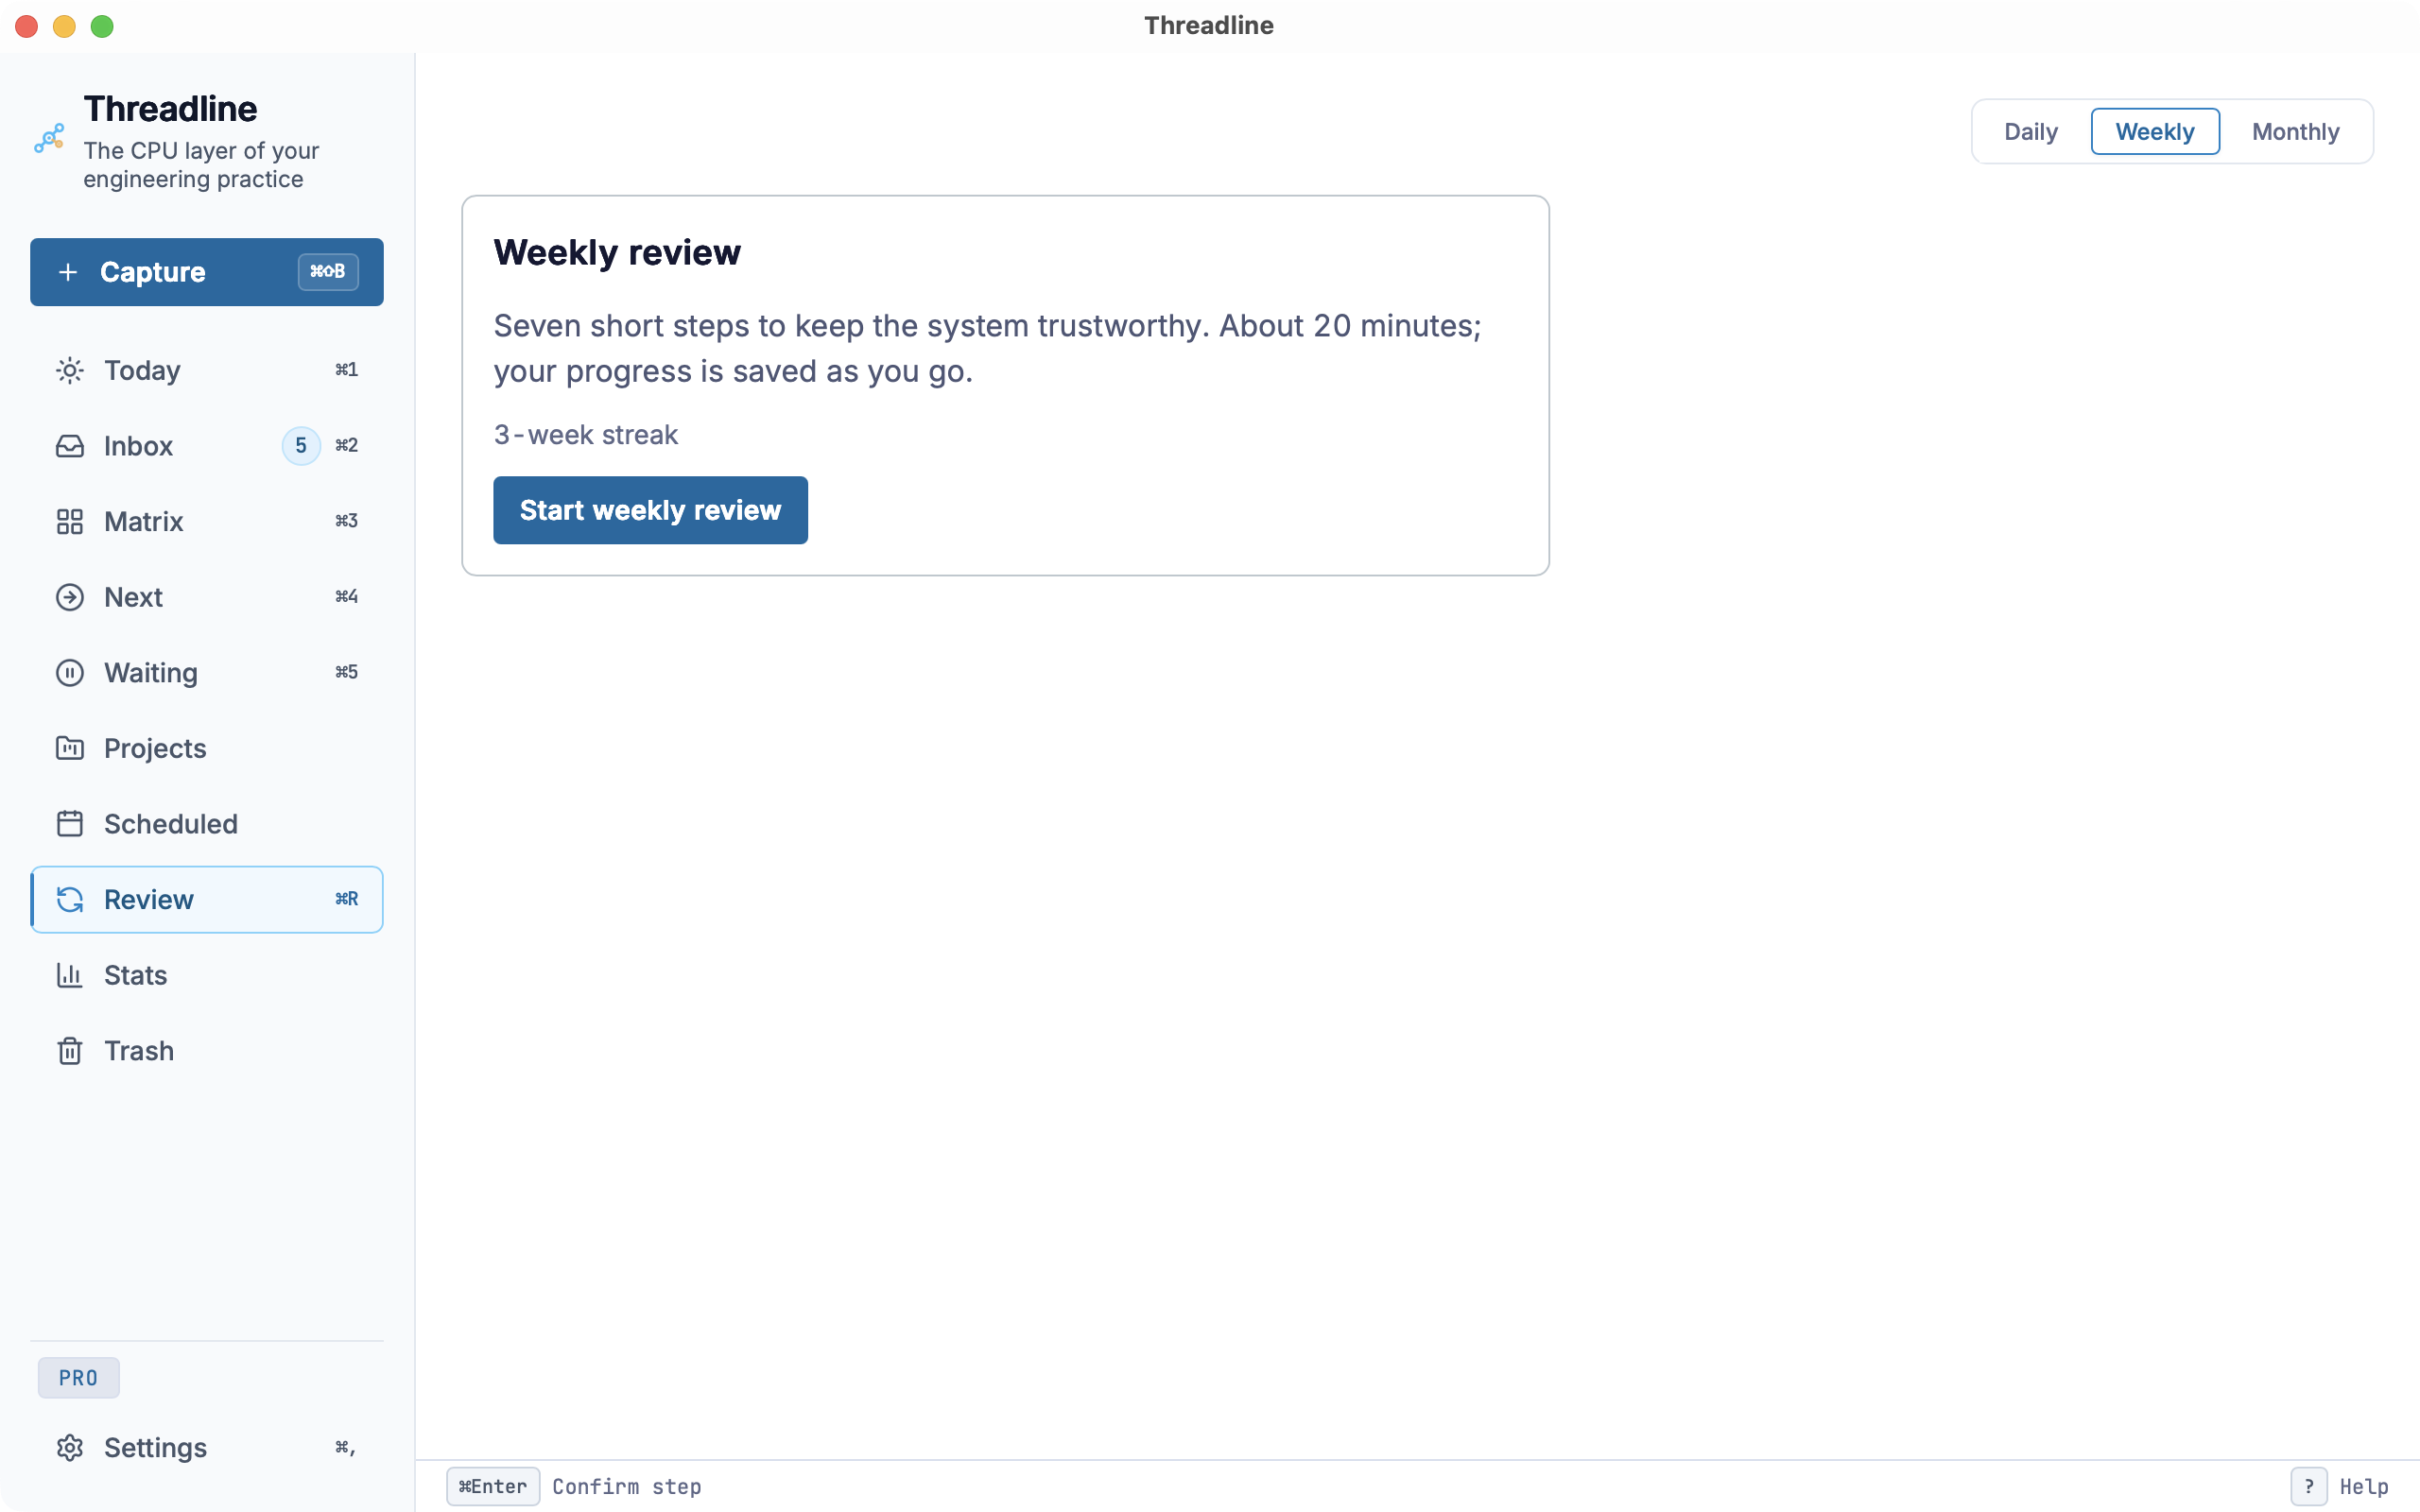 Threadline
Threadline
The CPU layer of your
engineering practice
+ Capture ⌘⇧B
Today ⌘1
Inbox 5 ⌘2
Matrix ⌘3
Next ⌘4
Waiting ⌘5
Projects
Scheduled
Review ⌘R
Stats
Trash
PRO
Settings ⌘,
Daily Weekly Monthly
Weekly review
Seven short steps to keep the system trustworthy. About 20 minutes;
your progress is saved as you go.
3-week streak
Start weekly review
⌘Enter Confirm step
? Help